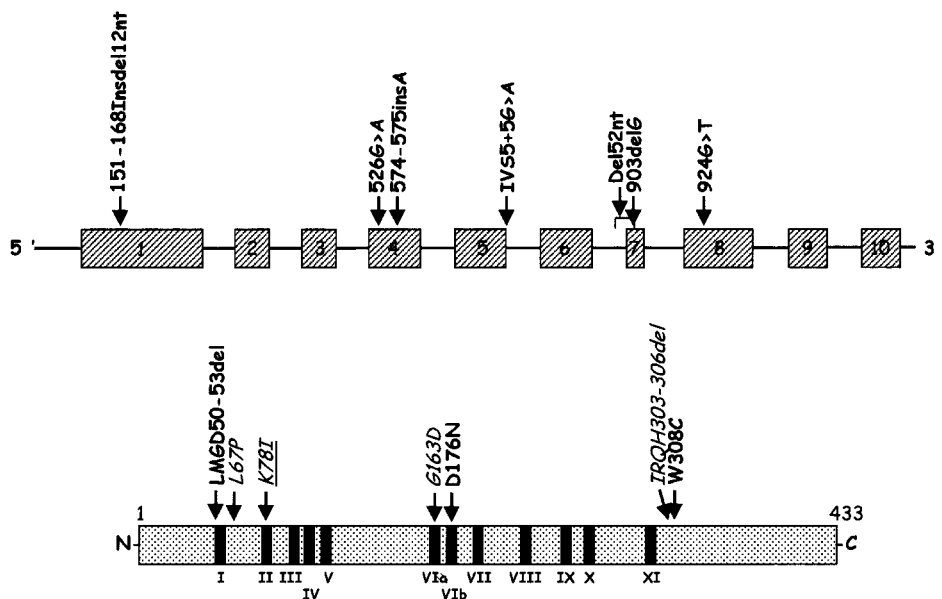 151-168Insdel12nt
526G>A
574-575insA
IVS5+5G>A
Del52nt
903delG
924G>T
5' 1 2 3 4 5 6 7 8 9 10 3
LMGD50-53del
L67P
K78I
G163D
D176N
IRQH303-306del
W308C
1 433
N C
I II III IV V VIa VIb VII VIII IX X XI